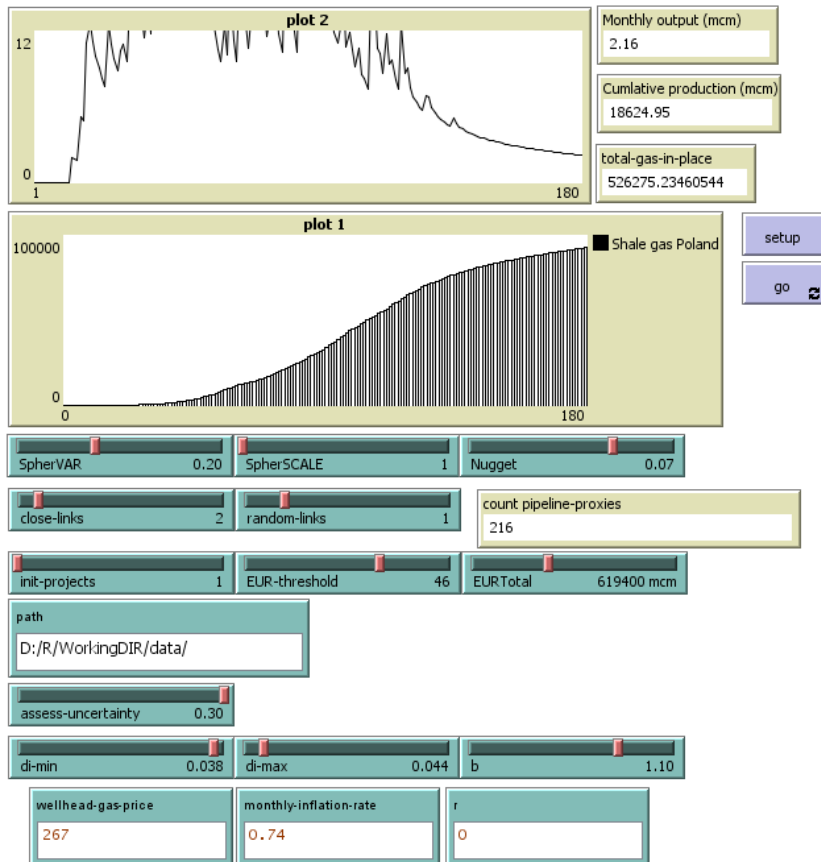 plot 2
12
0
1
180
Monthly output (mcm)
2.16
Cumlative production (mcm)
18624.95
total-gas-in-place
526275.23460544
plot 1
100000
0
0
180
Shale gas Poland
setup
go
SpherVAR 0.20
SpherSCALE 1
Nugget 0.07
close-links 2
random-links 1
count pipeline-proxies
216
init-projects 1
EUR-threshold 46
EURTotal 619400 mcm
path
D:/R/WorkingDIR/data/
assess-uncertainty 0.30
di-min 0.038
di-max 0.044
b 1.10
wellhead-gas-price
267
monthly-inflation-rate
0.74
r
0